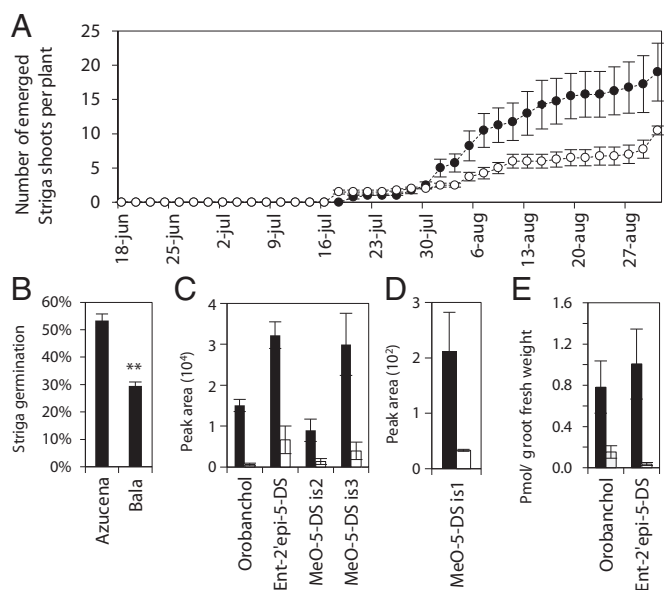 A
Number of emerged
Striga shoots per plant
25
20
15
10
5
0
18-jun
25-jun
2-jul
9-jul
16-jul
23-jul
30-jul
6-aug
13-aug
20-aug
27-aug
B
Striga germination
60%
50%
40%
30%
20%
10%
0%
**
Azucena
Bala
C
Peak area (10⁴)
4
3
2
1
0
Orobanchol
Ent-2'epi-5-DS
MeO-5-DS is2
MeO-5-DS is3
D
Peak area (10²)
3
2
1
0
MeO-5-DS is1
E
Pmol/ groot fresh weight
1.6
1.2
0.8
0.4
0.0
Orobanchol
Ent-2'epi-5-DS